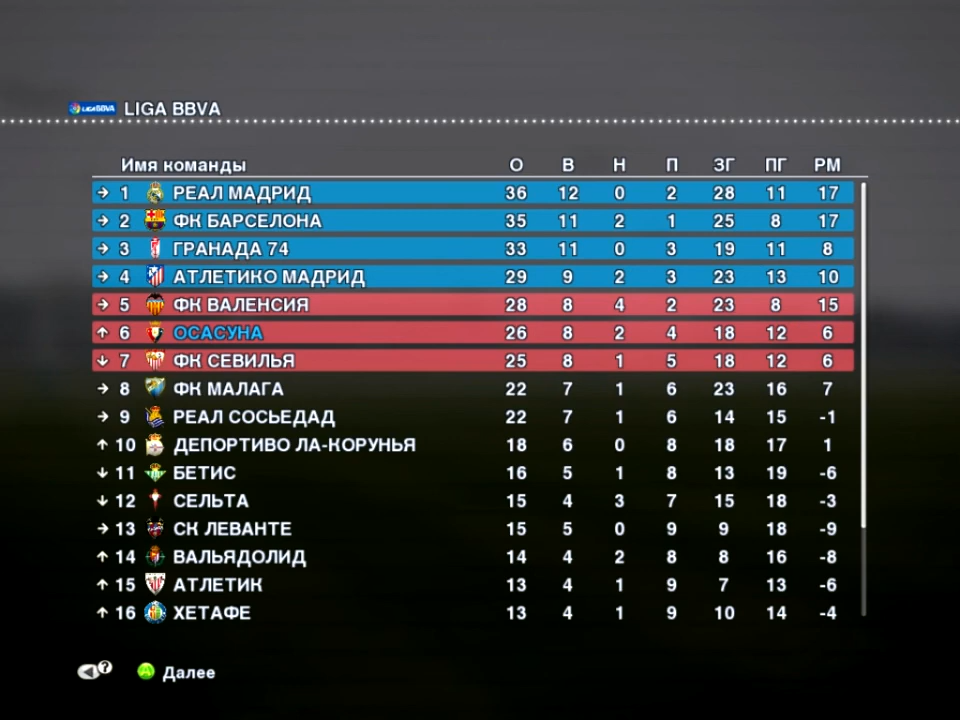 LIGA BBVA LIGA BBVA
Имя команды О В Н П ЗГ ПГ РМ
1 РЕАЛ МАДРИД 36 12 0 2 28 11 17
2 ФК БАРСЕЛОНА 35 11 2 1 25 8 17
3 ГРАНАДА 74 33 11 0 3 19 11 8
4 АТЛЕТИКО МАДРИД 29 9 2 3 23 13 10
5 ФК ВАЛЕНСИЯ 28 8 4 2 23 8 15
6 ОСАСУНА 26 8 2 4 18 12 6
7 ФК СЕВИЛЬЯ 25 8 1 5 18 12 6
8 ФК МАЛАГА 22 7 1 6 23 16 7
9 РЕАЛ СОСЬЕДАД 22 7 1 6 14 15 -1
10 ДЕПОРТИВО ЛА-КОРУНЬЯ 18 6 0 8 18 17 1
11 БЕТИС 16 5 1 8 13 19 -6
12 СЕЛЬТА 15 4 3 7 15 18 -3
13 СК ЛЕВАНТЕ 15 5 0 9 9 18 -9
14 ВАЛЬЯДОЛИД 14 4 2 8 8 16 -8
15 АТЛЕТИК 13 4 1 9 7 13 -6
16 ХЕТАФЕ 13 4 1 9 10 14 -4
? Далее